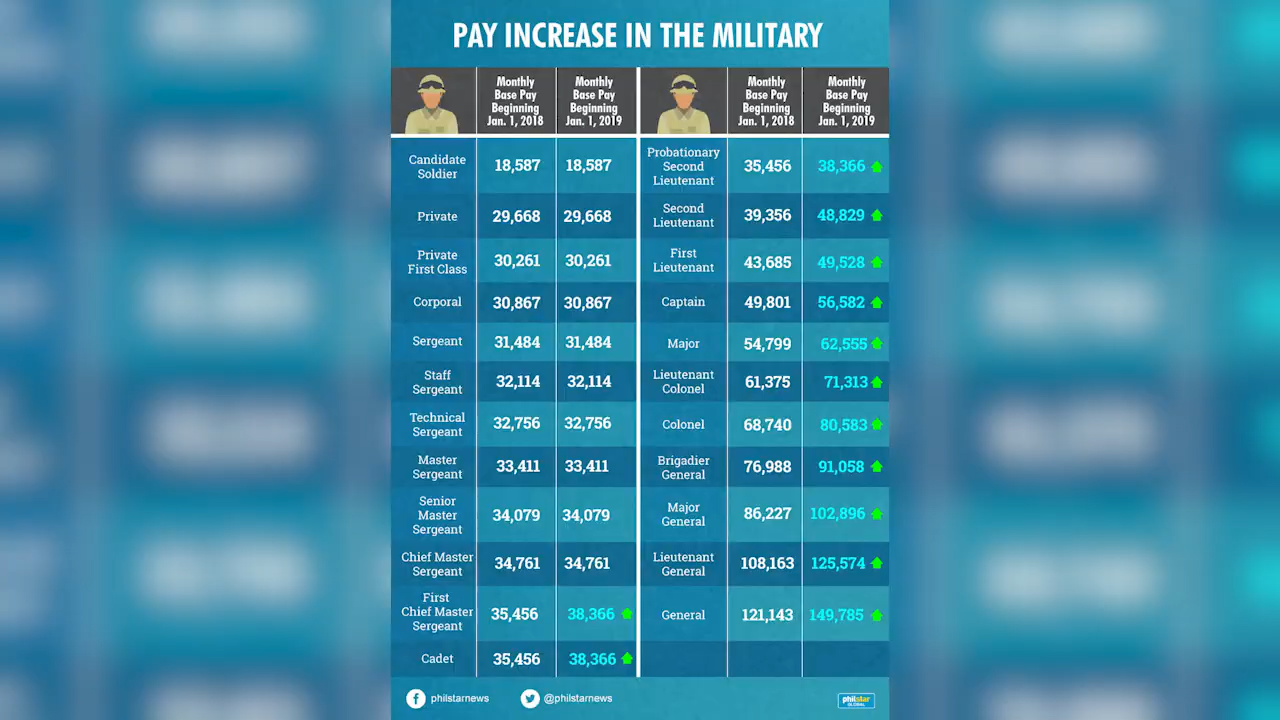 PAY INCREASE IN THE MILITARY
Monthly
Base Pay
Beginning
Jan. 1, 2018
Monthly
Base Pay
Beginning
Jan. 1, 2019
Monthly
Base Pay
Beginning
Jan. 1, 2018
Monthly
Base Pay
Beginning
Jan. 1, 2019
Candidate
Soldier
18,587
18,587
Private
29,668
29,668
Private
First Class
30,261
30,261
Corporal
30,867
30,867
Sergeant
31,484
31,484
Staff
Sergeant
32,114
32,114
Technical
Sergeant
32,756
32,756
Master
Sergeant
33,411
33,411
Senior
Master
Sergeant
34,079
34,079
Chief Master
Sergeant
34,761
34,761
First
Chief Master
Sergeant
35,456
38,366
Cadet
35,456
38,366
Probationary
Second
Lieutenant
35,456
38,366
Second
Lieutenant
39,356
48,829
First
Lieutenant
43,685
49,528
Captain
49,801
56,582
Major
54,799
62,555
Lieutenant
Colonel
61,375
71,313
Colonel
68,740
80,583
Brigadier
General
76,988
91,058
Major
General
86,227
102,896
Lieutenant
General
108,163
125,574
General
121,143
149,785
philstarnews
@philstarnews
philstar
GLOBAL